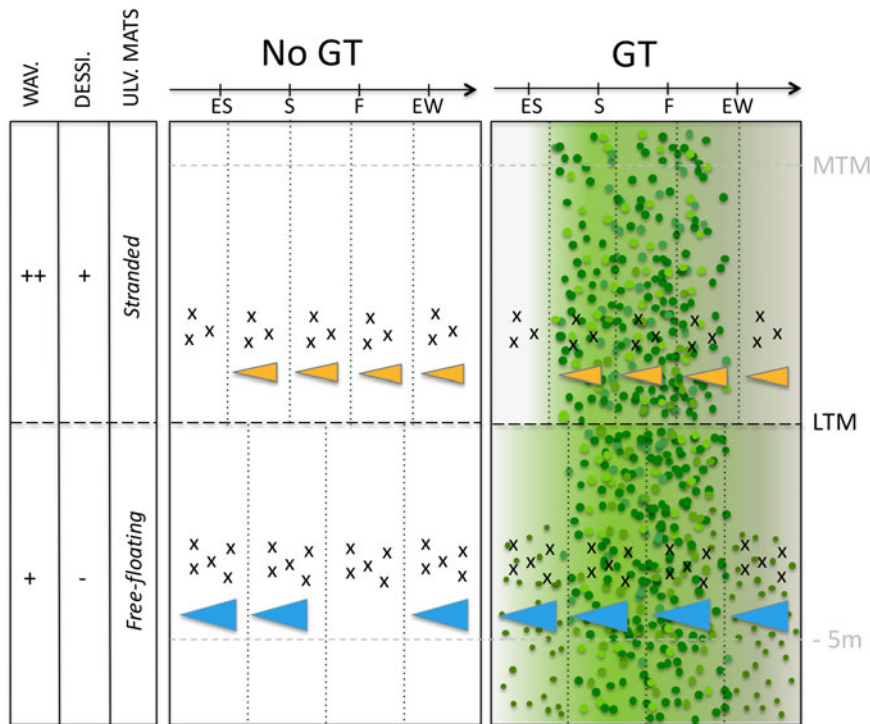 WAV.
DESSI.
ULV. MATS
No GT
GT
ES S F EW
ES S F EW
MTM
++
+
Stranded
x x x x x x x x x x x x x x x
x x x x x x x x x x x x x x x
LTM
+
-
Free-floating
x x x x x x x x x x x x x x x x x x x x
x x x x x x x x x x x x x x x x x x x x
- 5m